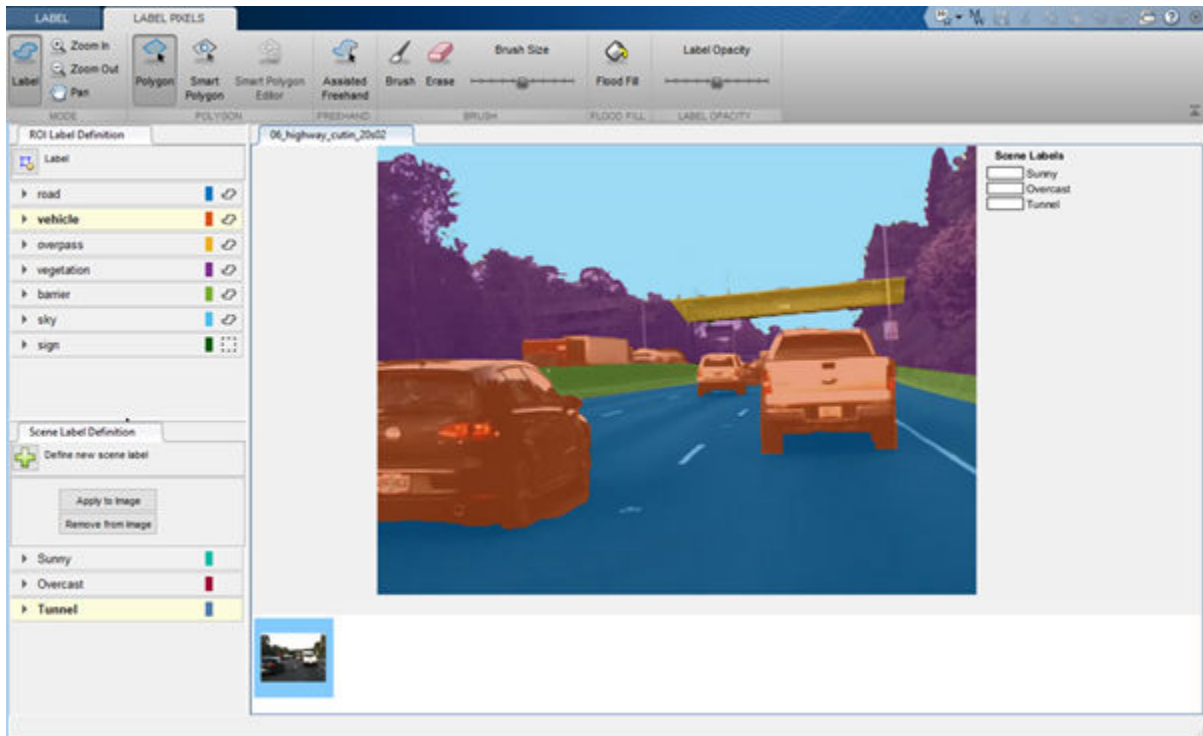 LABEL
LABEL PIXELS
Label
Zoom In
Zoom Out
Pan
Polygon
Smart Polygon
Smart Polygon Editor
Assisted Freehand
Brush
Erase
Brush Size
Flood Fill
Label Opacity
MODE
POLYGON
FREEHAND
BRUSH
FLOOD FILL
LABEL OPACITY
ROI Label Definition
06_highway_cutin_20s02
Label
road
vehicle
overpass
vegetation
barrier
sky
sign
Scene Labels
Sunny
Overcast
Tunnel
Scene Label Definition
Define new scene label
Apply to Image
Remove from Image
Sunny
Overcast
Tunnel